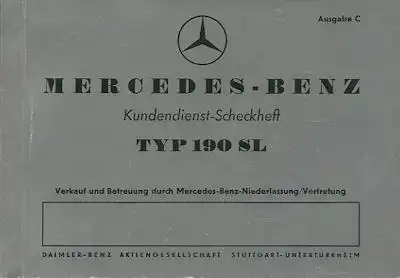 Ausgabe C
MERCEDES-BENZ
Kundendienst-Scheckheft
TYP 190 SL
Verkauf und Betreuung durch Mercedes-Benz-Niederlassung/Vertretung
DAIMLER-BENZ AKTIENGESELLSCHAFT STUTTGART-UNTERTÜRKHEIM